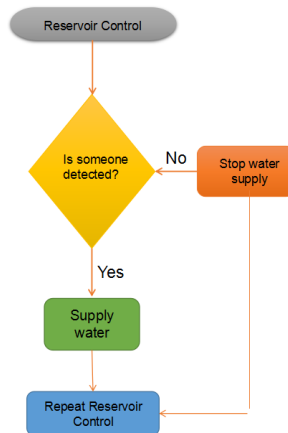 Reservoir Control
Is someone
detected?
No
Stop water
supply
Yes
Supply
water
Repeat Reservoir
Control